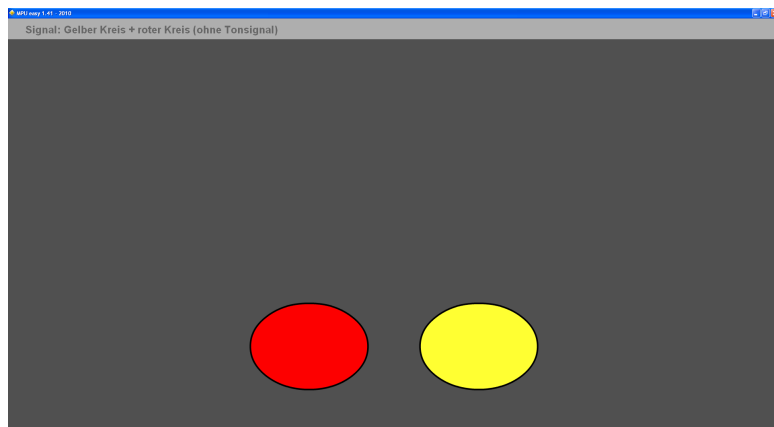 MPU easy 1.41 - 2010
Signal: Gelber Kreis + roter Kreis (ohne Tonsignal)